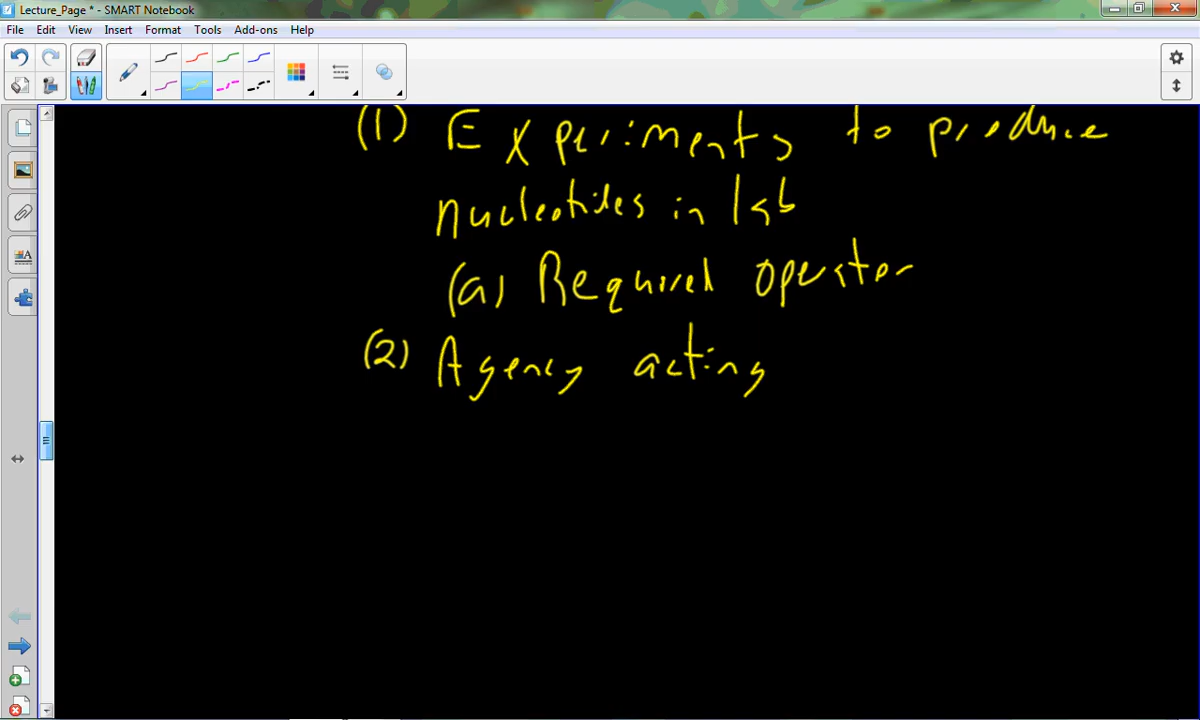 Lecture_Page * - SMART Notebook
File Edit View Insert Format Tools Add-ons Help
(1) Experiments to produce
nucleotides in lab
(a) Required operator
(2) Agency acting